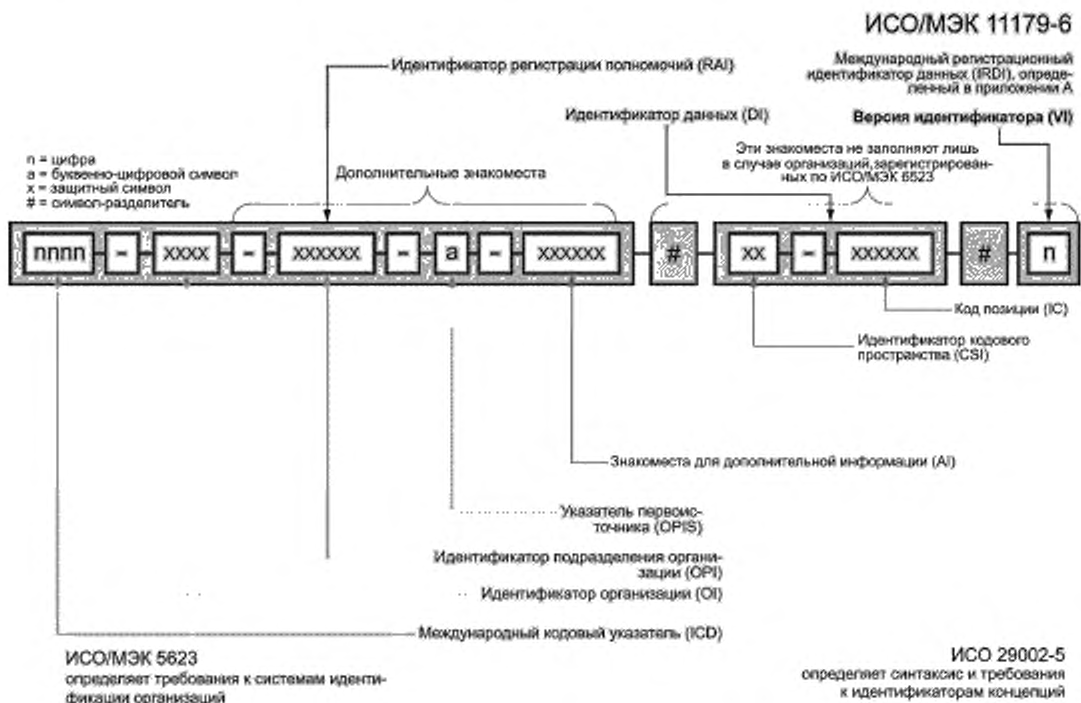 ИСО/МЭК 11179-6
Международный регистрационный
идентификатор данных (IRDI), опреде-
ленный в приложении А
Идентификатор регистрации полномочий (RAI)
Идентификатор данных (DI)
Версия идентификатора (VI)
n = цифра
a = буквенно-цифровой символ
x = защитный символ
# = символ-разделитель
Дополнительные знакоместа
Эти знакоместа не заполняют лишь
в случае организаций, зарегистрирован-
ных по ИСО/МЭК 6523
nnnn - xxxx - xxxxxx - a - xxxxxx # xx - xxxxxx # n
Код позиции (IC)
Идентификатор кодового
пространства (CSI)
Знакоместа для дополнительной информации (AI)
Указатель первоис-
точника (OPIS)
Идентификатор подразделения органи-
зации (OPI)
Идентификатор организации (OI)
Международный кодовый указатель (ICD)
ИСО/МЭК 5623
определяет требования к системам иденти-
фикации организаций
ИСО 29002-5
определяет синтаксис и требования
к идентификаторам концепций